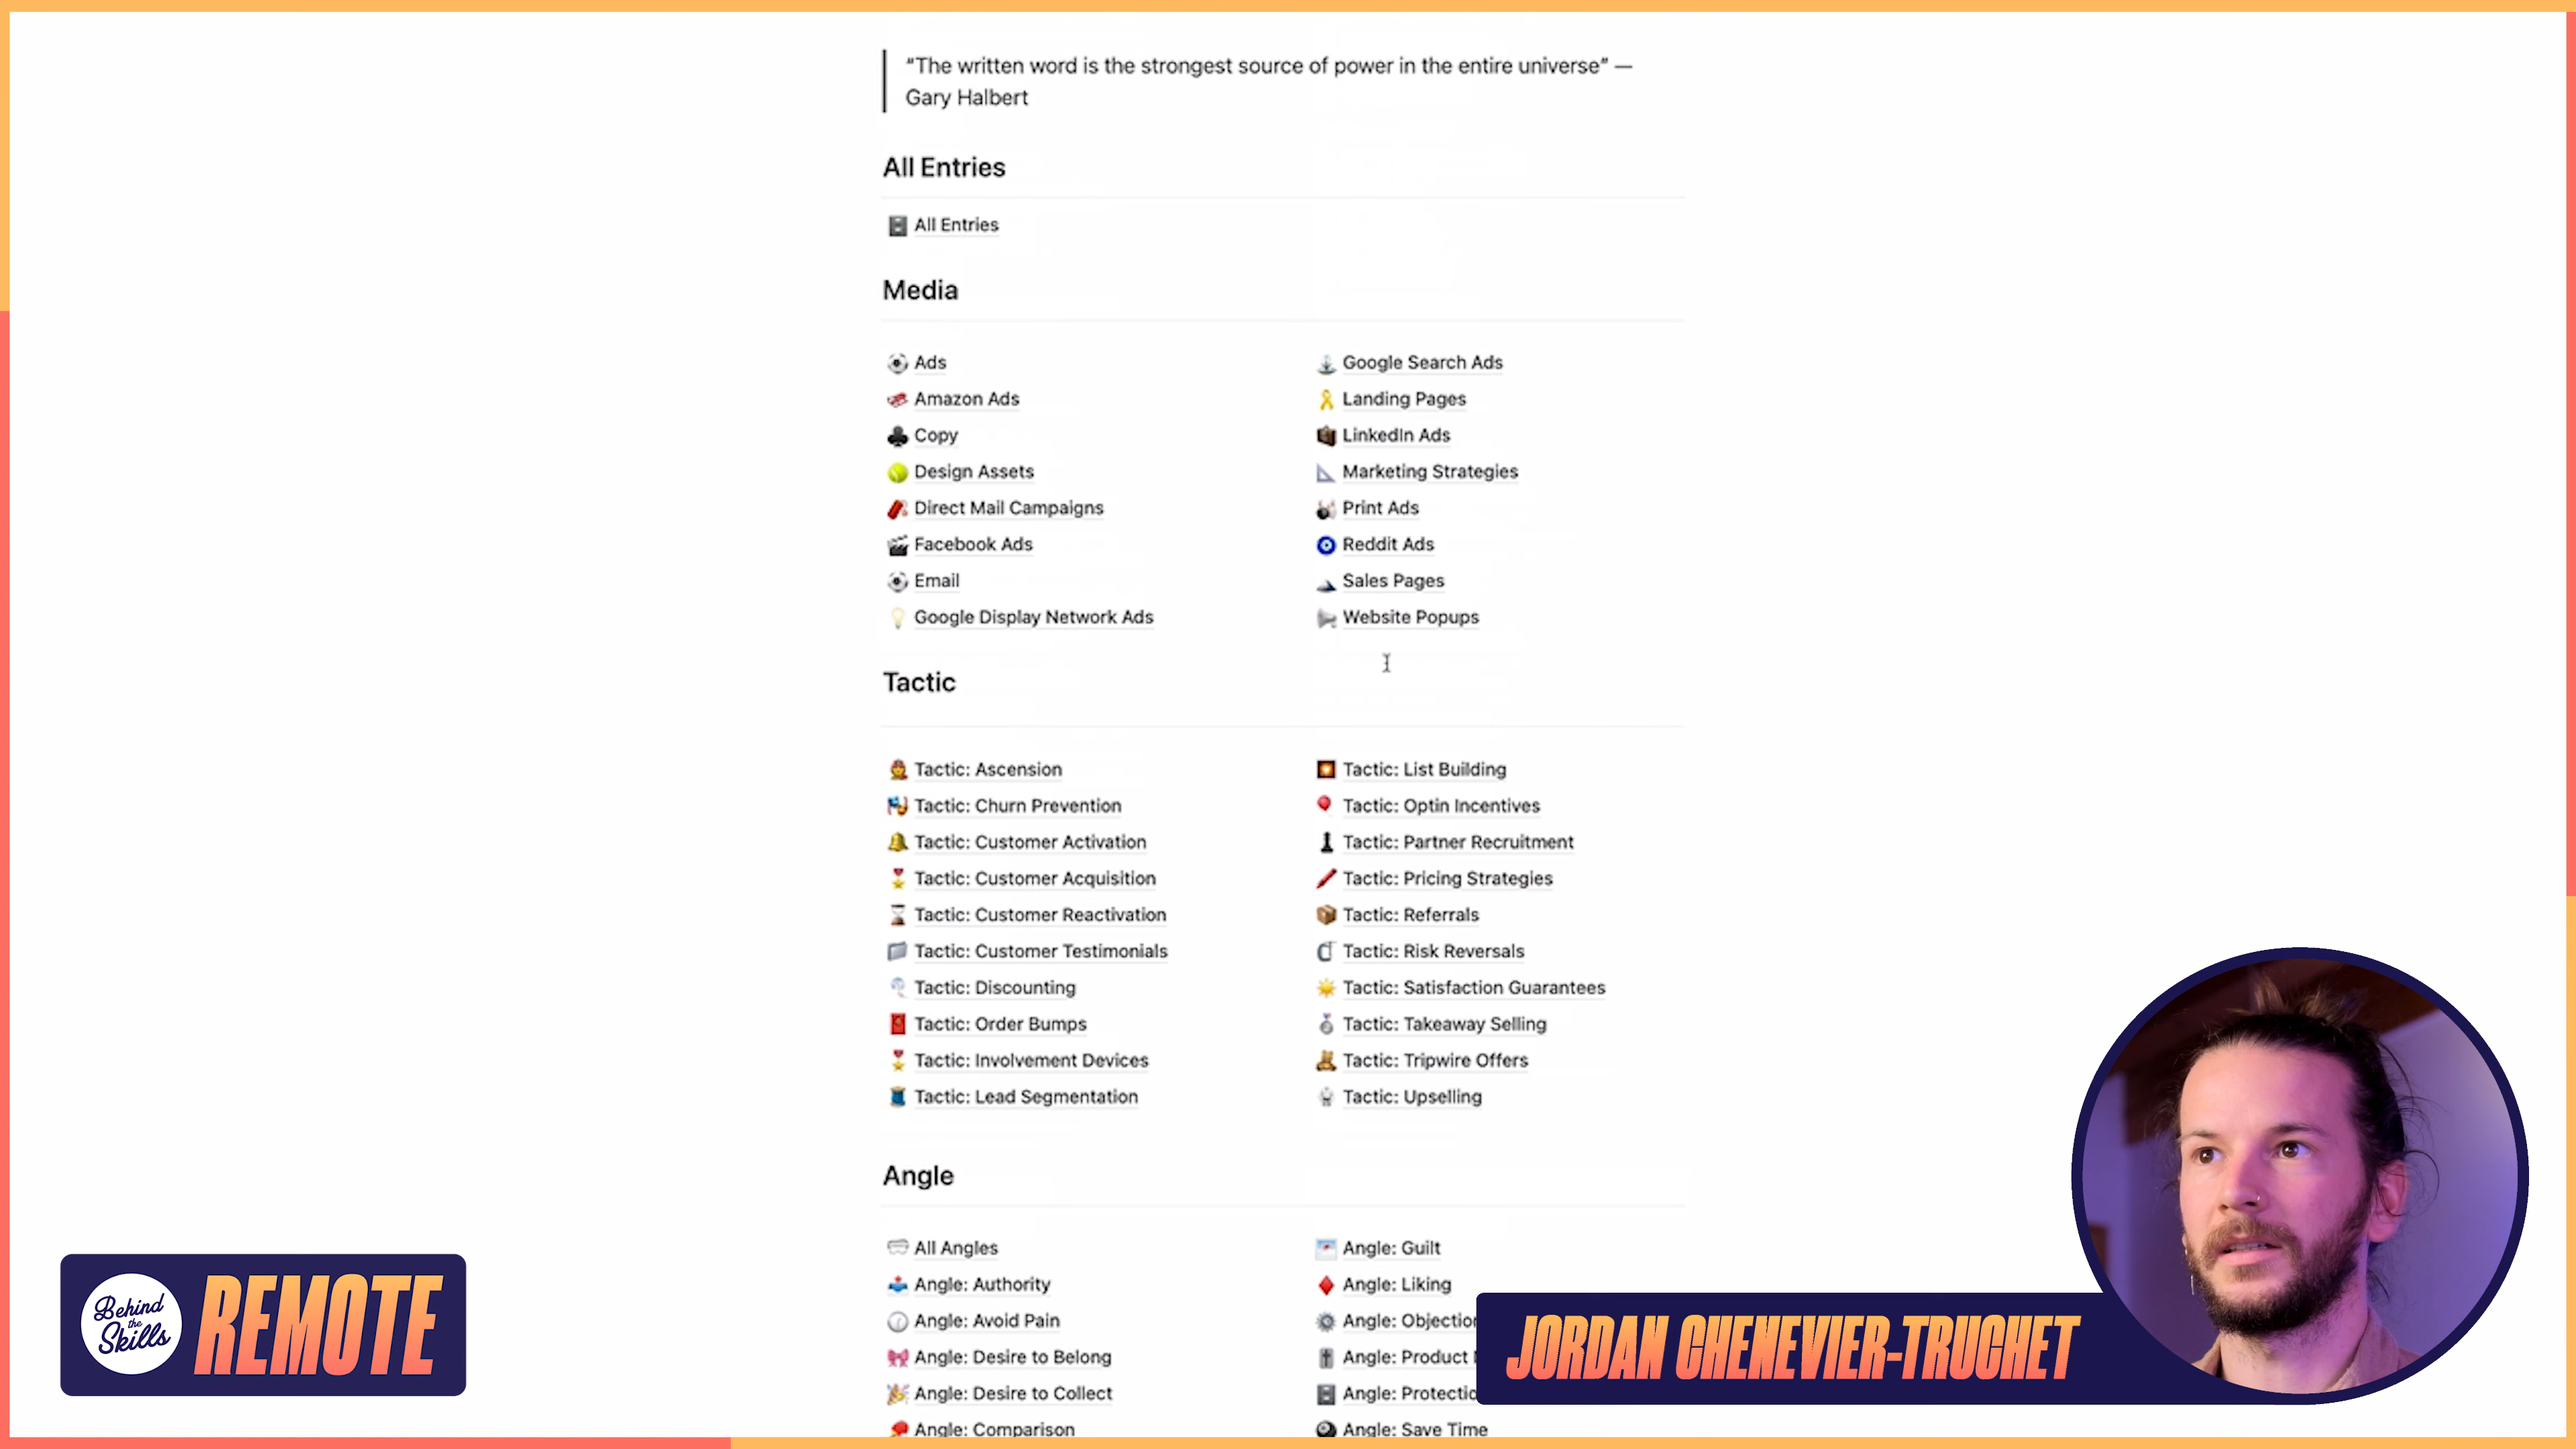 “The written word is the strongest source of power in the entire universe” —
Gary Halbert
All Entries
All Entries
Media
Ads
Amazon Ads
Copy
Design Assets
Direct Mail Campaigns
Facebook Ads
Email
Google Display Network Ads
Google Search Ads
Landing Pages
LinkedIn Ads
Marketing Strategies
Print Ads
Reddit Ads
Sales Pages
Website Popups
Tactic
Tactic: Ascension
Tactic: Churn Prevention
Tactic: Customer Activation
Tactic: Customer Acquisition
Tactic: Customer Reactivation
Tactic: Customer Testimonials
Tactic: Discounting
Tactic: Order Bumps
Tactic: Involvement Devices
Tactic: Lead Segmentation
Tactic: List Building
Tactic: Optin Incentives
Tactic: Partner Recruitment
Tactic: Pricing Strategies
Tactic: Referrals
Tactic: Risk Reversals
Tactic: Satisfaction Guarantees
Tactic: Takeaway Selling
Tactic: Tripwire Offers
Tactic: Upselling
Angle
All Angles
Angle: Authority
Angle: Avoid Pain
Angle: Desire to Belong
Angle: Desire to Collect
Angle: Comparison
Angle: Guilt
Angle: Liking
Angle:
Angle: Product
Angle:
Angle: Save Time
Behind
the
Skills
REMOTE
JORDAN CHENEVIER-TRUCHET